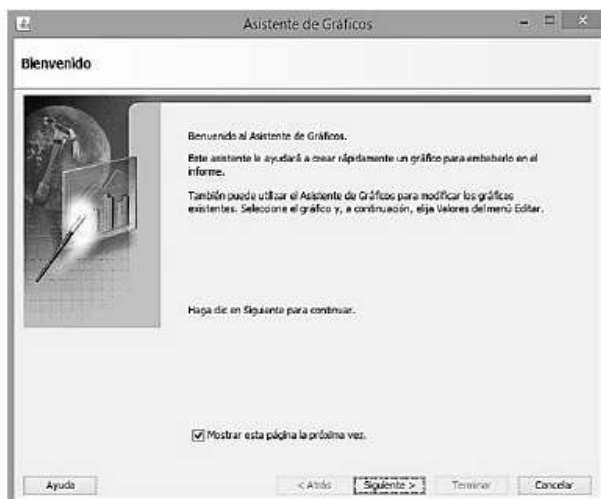 Asistente de Gráficos
Bienvenido
Bienvenido al Asistente de Gráficos.
Este asistente le ayudará a crear rápidamente un gráfico para embeberlo en el
informe.
También puede utilizar el Asistente de Gráficos para modificar los gráficos
existentes. Seleccione el gráfico y, a continuación, elija Valores del menú Editar.
Haga clic en Siguiente para continuar.
Mostrar esta página la próxima vez.
Ayuda < Atrás Siguiente > Terminar Cancelar